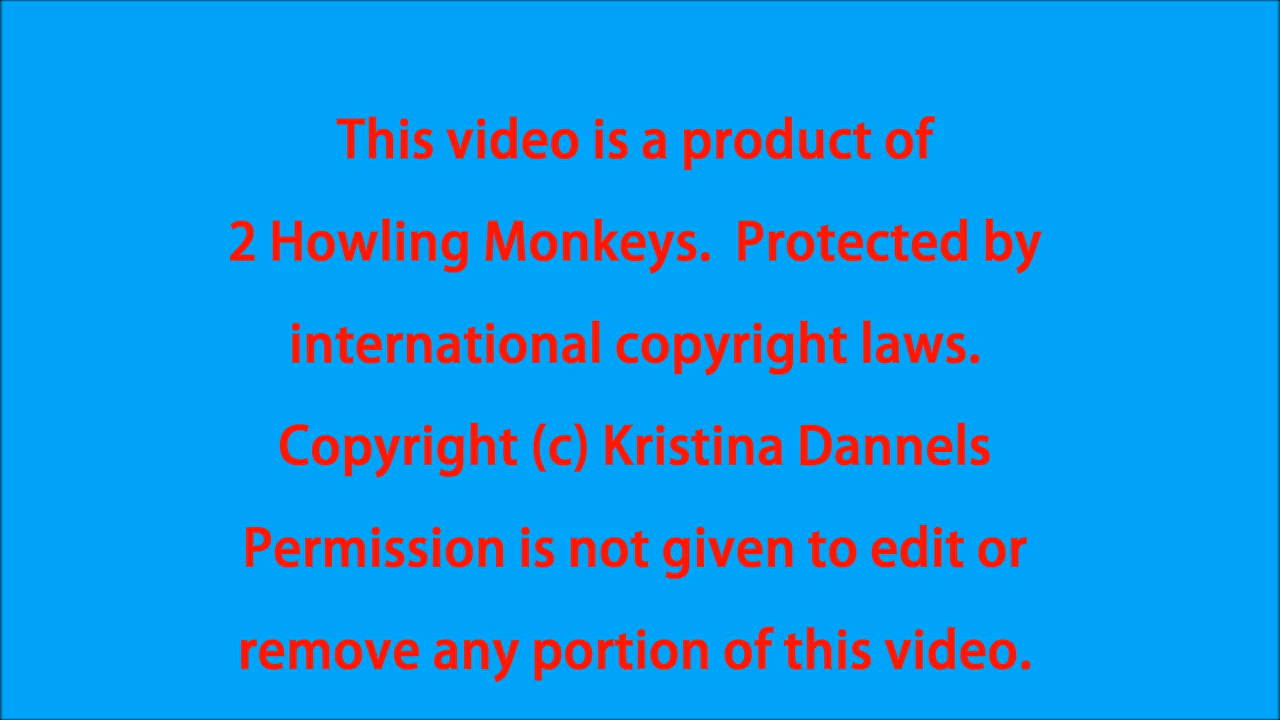 This video is a product of
2 Howling Monkeys.  Protected by
international copyright laws.
Copyright (c) Kristina Dannels
Permission is not given to edit or
remove any portion of this video.